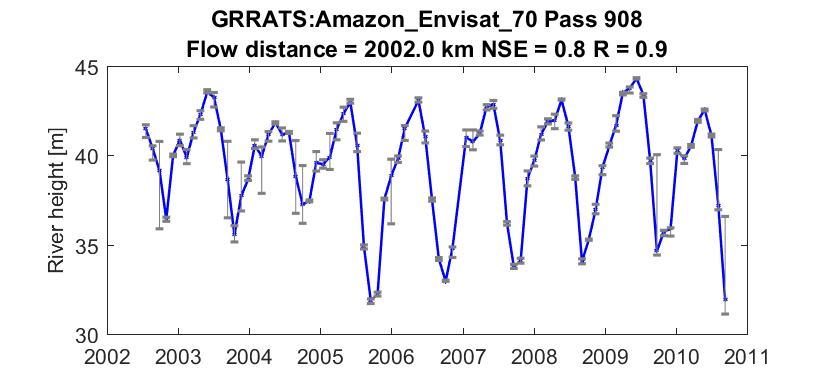 GRRATS:Amazon_Envisat_70 Pass 908
Flow distance = 2002.0 km NSE = 0.8 R = 0.9
River height [m]
45
40
35
30
2002 2003 2004 2005 2006 2007 2008 2009 2010 2011